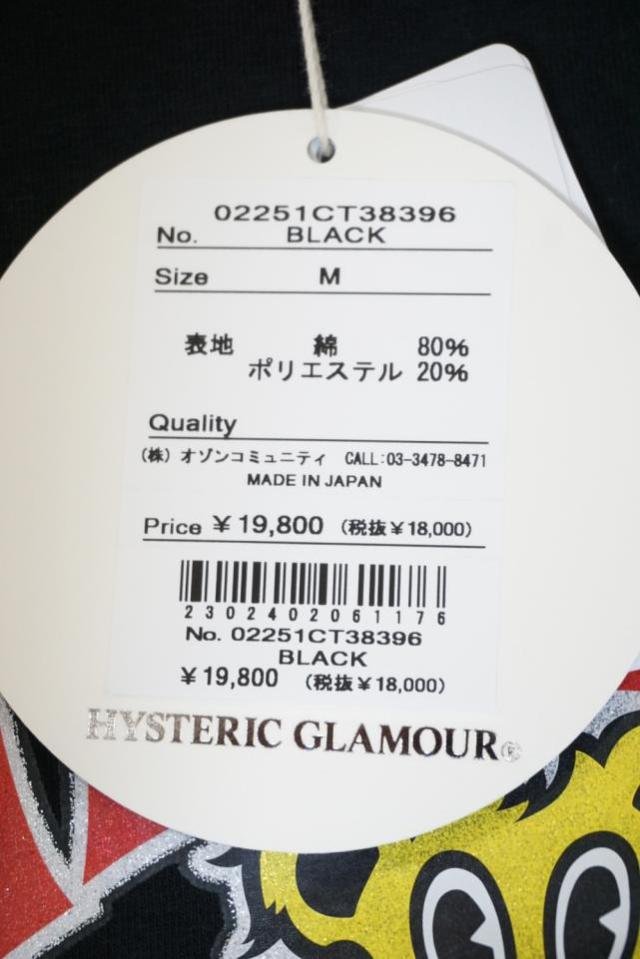 02251CT38396
No. BLACK
Size M
表地 綿 80%
ポリエステル 20%
Quality
(株) オゾンコミュニティ CALL:03-3478-8471
MADE IN JAPAN
Price ¥19,800 (税抜¥18,000)
2302402061176
No. 02251CT38396
BLACK
¥19,800 (税抜¥18,000)
HYSTERIC GLAMOUR®